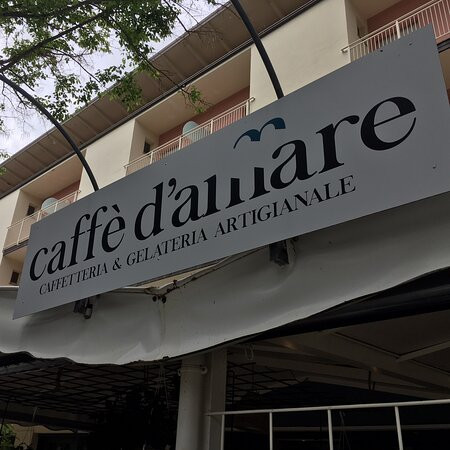 caffè d'amare
CAFFETTERIA & GELATERIA ARTIGIANALE